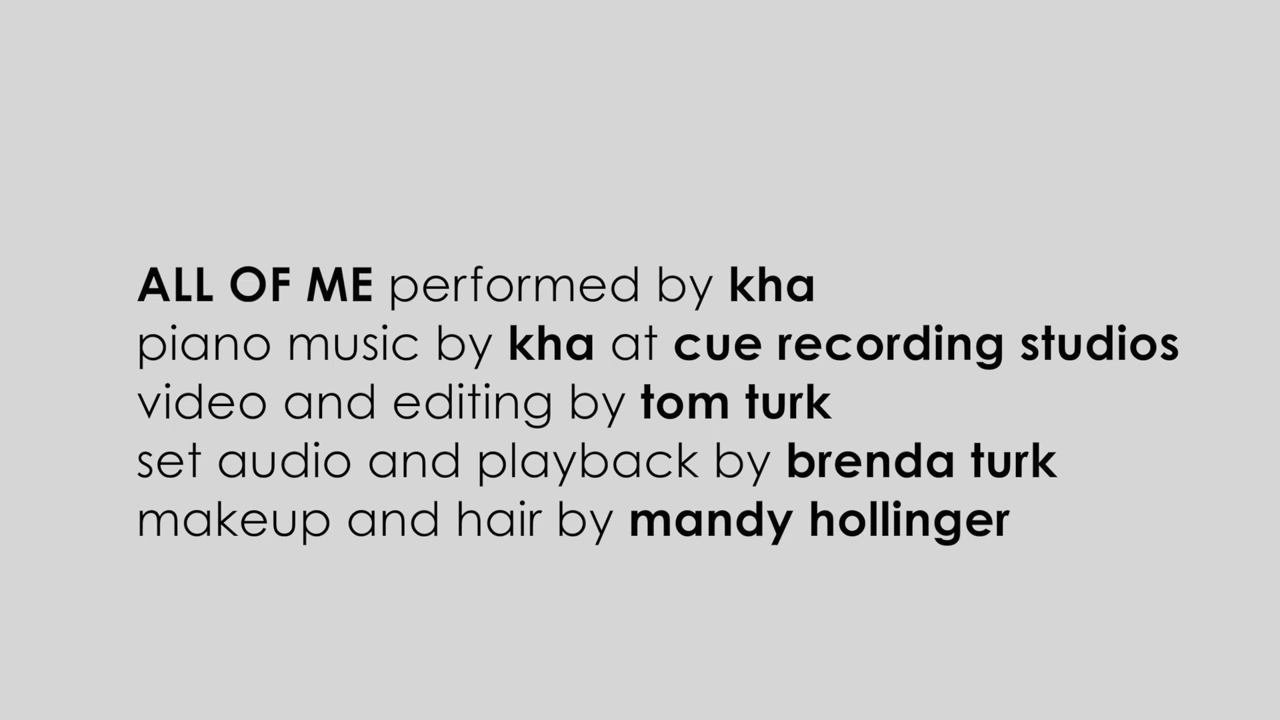 ALL OF ME performed by kha
piano music by kha at cue recording studios
video and editing by tom turk
set audio and playback by brenda turk
makeup and hair by mandy hollinger